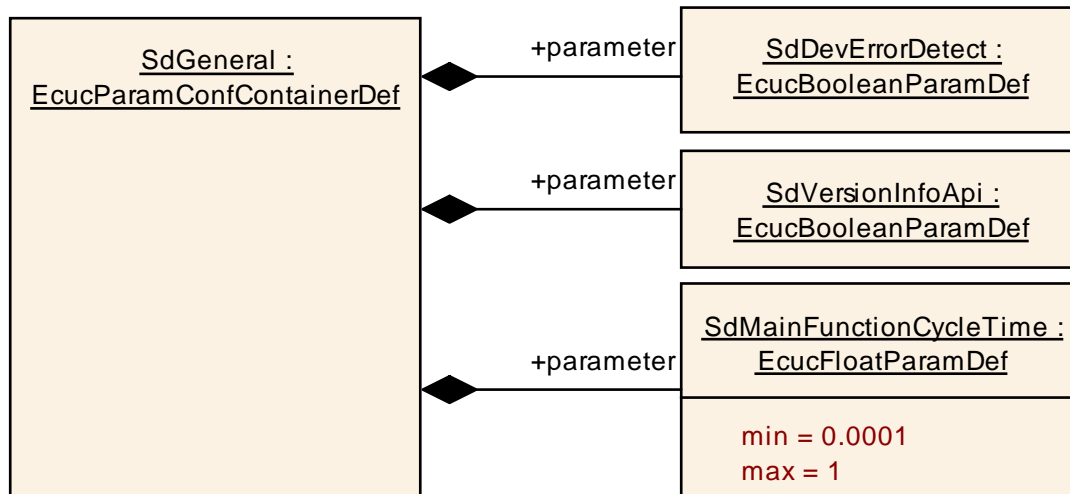 SdGeneral :
EcucParamConfContainerDef
+parameter
SdDevErrorDetect :
EcucBooleanParamDef
+parameter
SdVersionInfoApi :
EcucBooleanParamDef
+parameter
SdMainFunctionCycleTime :
EcucFloatParamDef
min = 0.0001
max = 1